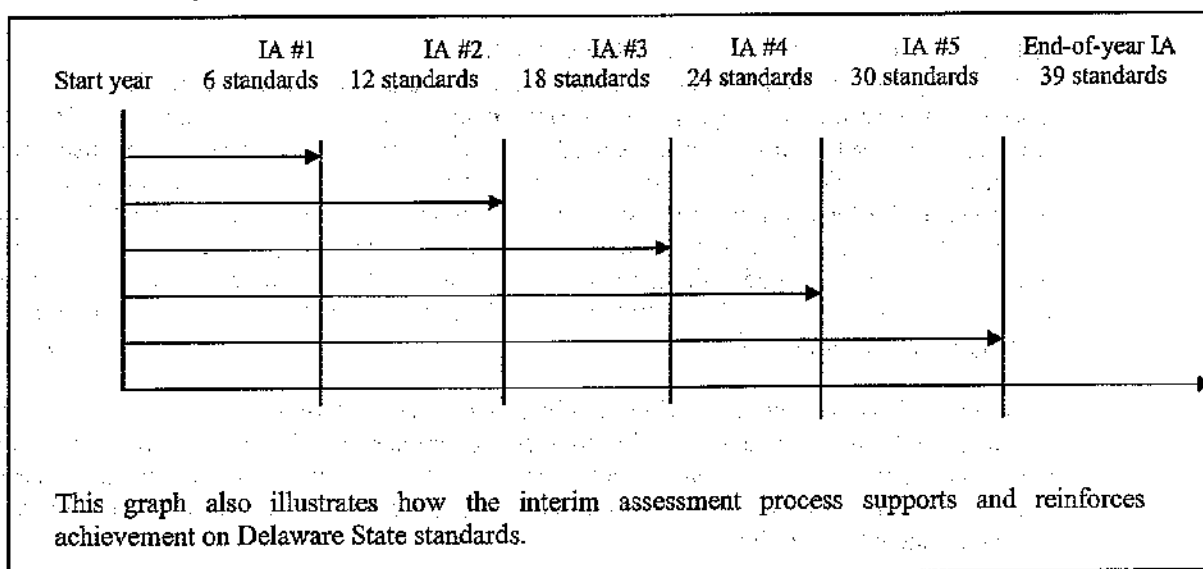 IA #1 IA #2 IA #3 IA #4 IA #5 End-of-year IA
Start year 6 standards 12 standards 18 standards 24 standards 30 standards 39 standards
This graph also illustrates how the interim assessment process supports and reinforces
achievement on Delaware State standards.